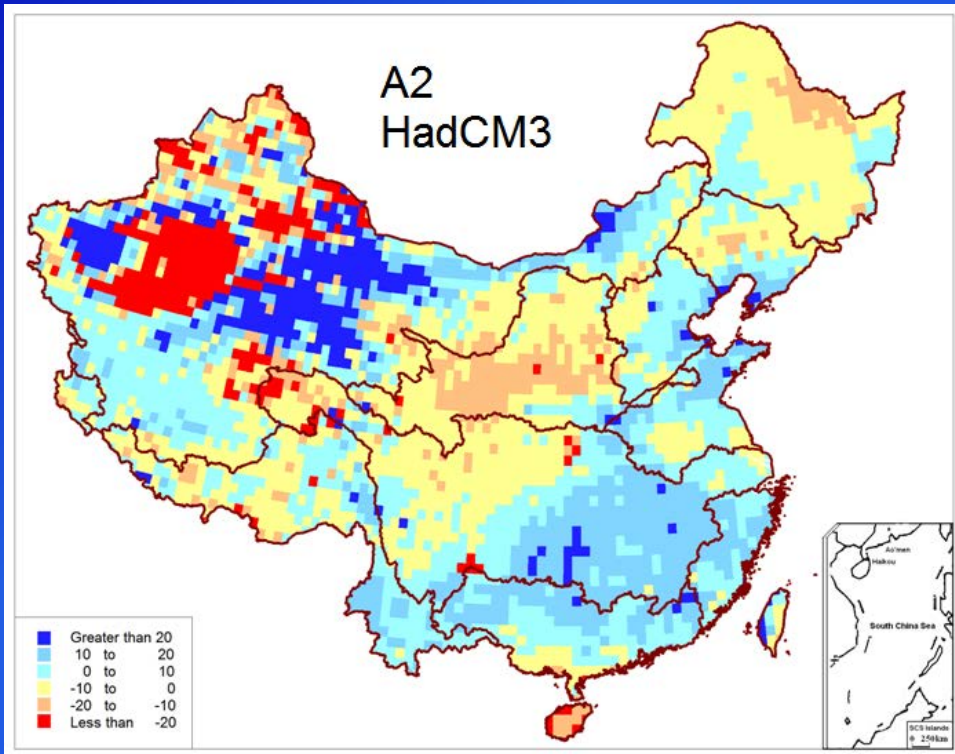 A2
HadCM3
Greater than 20
10 to 20
0 to 10
-10 to 0
-20 to -10
Less than -20
Ao'men
Haikou
South China Sea
SCS Islands
250km